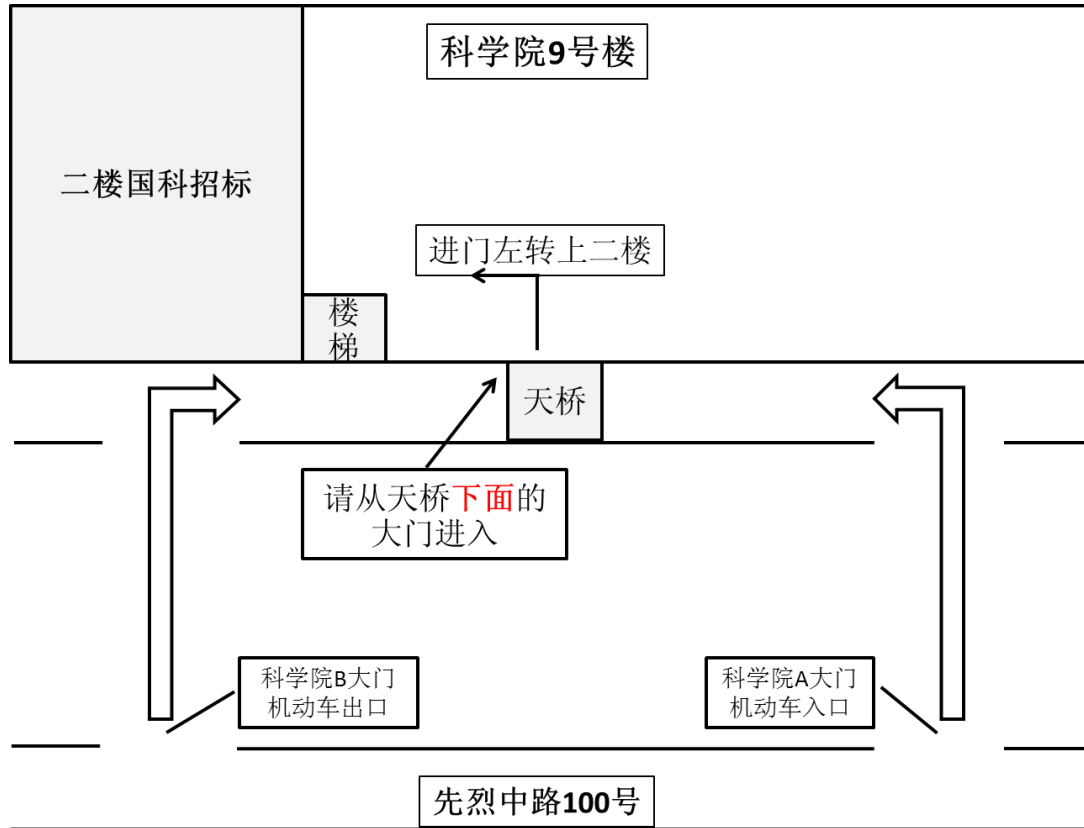 科学院9号楼
二楼国科招标
进门左转上二楼
楼
梯
天桥
请从天桥下面的
大门进入
科学院B大门
机动车出口
科学院A大门
机动车入口
先烈中路100号